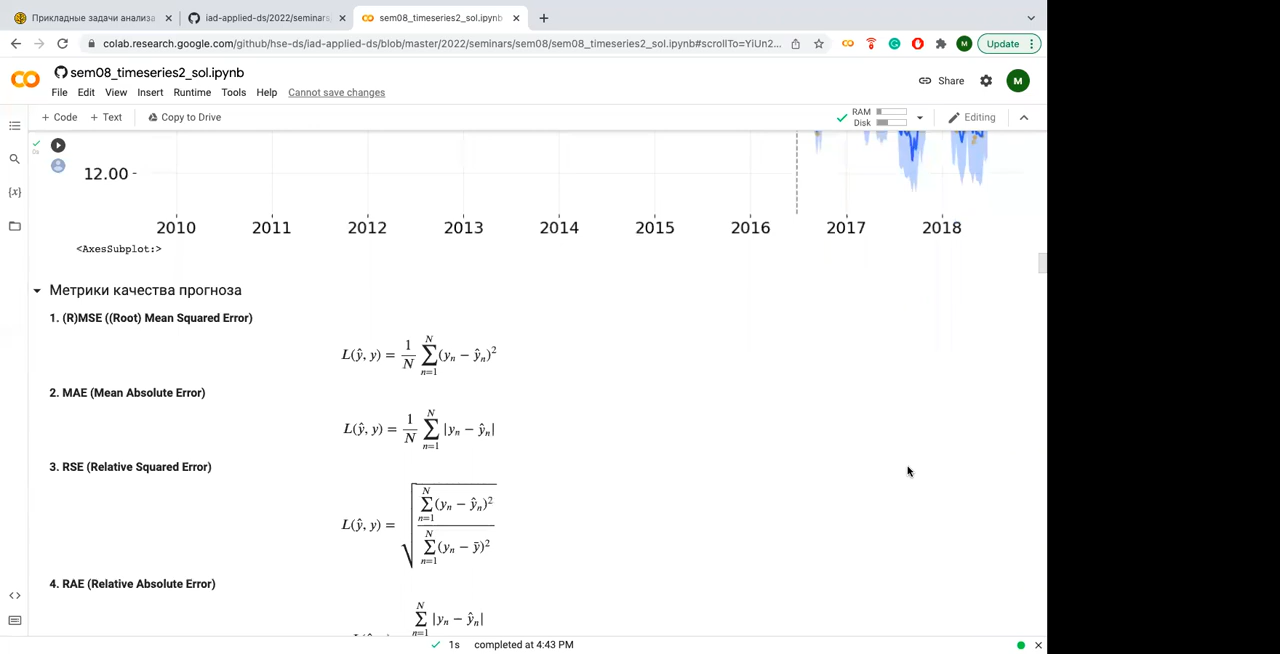 Прикладные задачи анализа
iad-applied-ds/2022/seminars
sem08_timeseries2_sol.ipynb
colab.research.google.com/github/hse-ds/iad-applied-ds/blob/master/2022/seminars/sem08/sem08_timeseries2_sol.ipynb#scrollTo=YiUn2...
M
Update
CO
sem08_timeseries2_sol.ipynb
Share
M
File Edit View Insert Runtime Tools Help Cannot save changes
+ Code + Text Copy to Drive
RAM
Disk
Editing
{x}
0s
12.00
2010 2011 2012 2013 2014 2015 2016 2017 2018
<AxesSubplot:>
Метрики качества прогноза
1. (R)MSE ((Root) Mean Squared Error)
L(ŷ, y) = 1/N ∑_{n=1}^{N} (y_n − ŷ_n)²
2. MAE (Mean Absolute Error)
L(ŷ, y) = 1/N ∑_{n=1}^{N} |y_n − ŷ_n|
3. RSE (Relative Squared Error)
L(ŷ, y) = √(∑_{n=1}^{N} (y_n − ŷ_n)² / ∑_{n=1}^{N} (y_n − ȳ)²)
4. RAE (Relative Absolute Error)
∑_{n=1}^{N} |y_n − ŷ_n|
1s completed at 4:43 PM